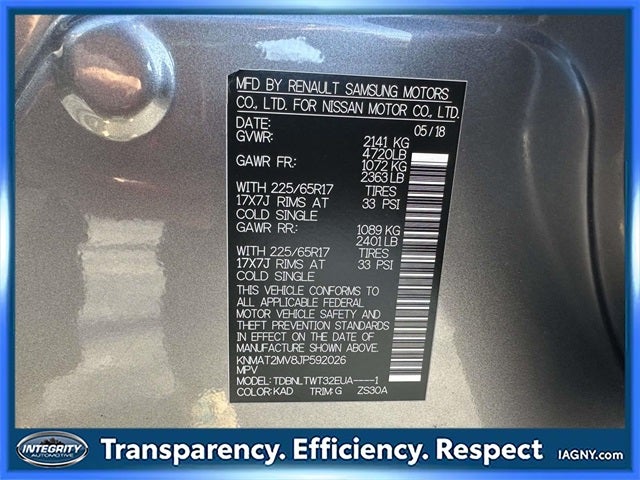 MFD BY RENAULT SAMSUNG MOTORS
CO., LTD. FOR NISSAN MOTOR CO., LTD.
DATE: 05/18
GVWR: 2141 KG
4720LB
GAWR FR: 1072 KG
2363LB
WITH 225/65R17 TIRES
17X7J RIMS AT 33 PSI
COLD SINGLE
GAWR RR: 1089 KG
2401LB
WITH 225/65R17 TIRES
17X7J RIMS AT 33 PSI
COLD SINGLE
THIS VEHICLE CONFORMS TO
ALL APPLICABLE FEDERAL
MOTOR VEHICLE SAFETY AND
THEFT PREVENTION STANDARDS
IN EFFECT ON THE DATE OF
MANUFACTURE SHOWN ABOVE.
KNMAT2MV8JP592026
MPV
MODEL:TDBNLTWT32EUA----1
COLOR:KAD TRIM:G ZS30A
INTEGRITY
AUTOMOTIVE
Transparency. Efficiency. Respect
IAGNY.com